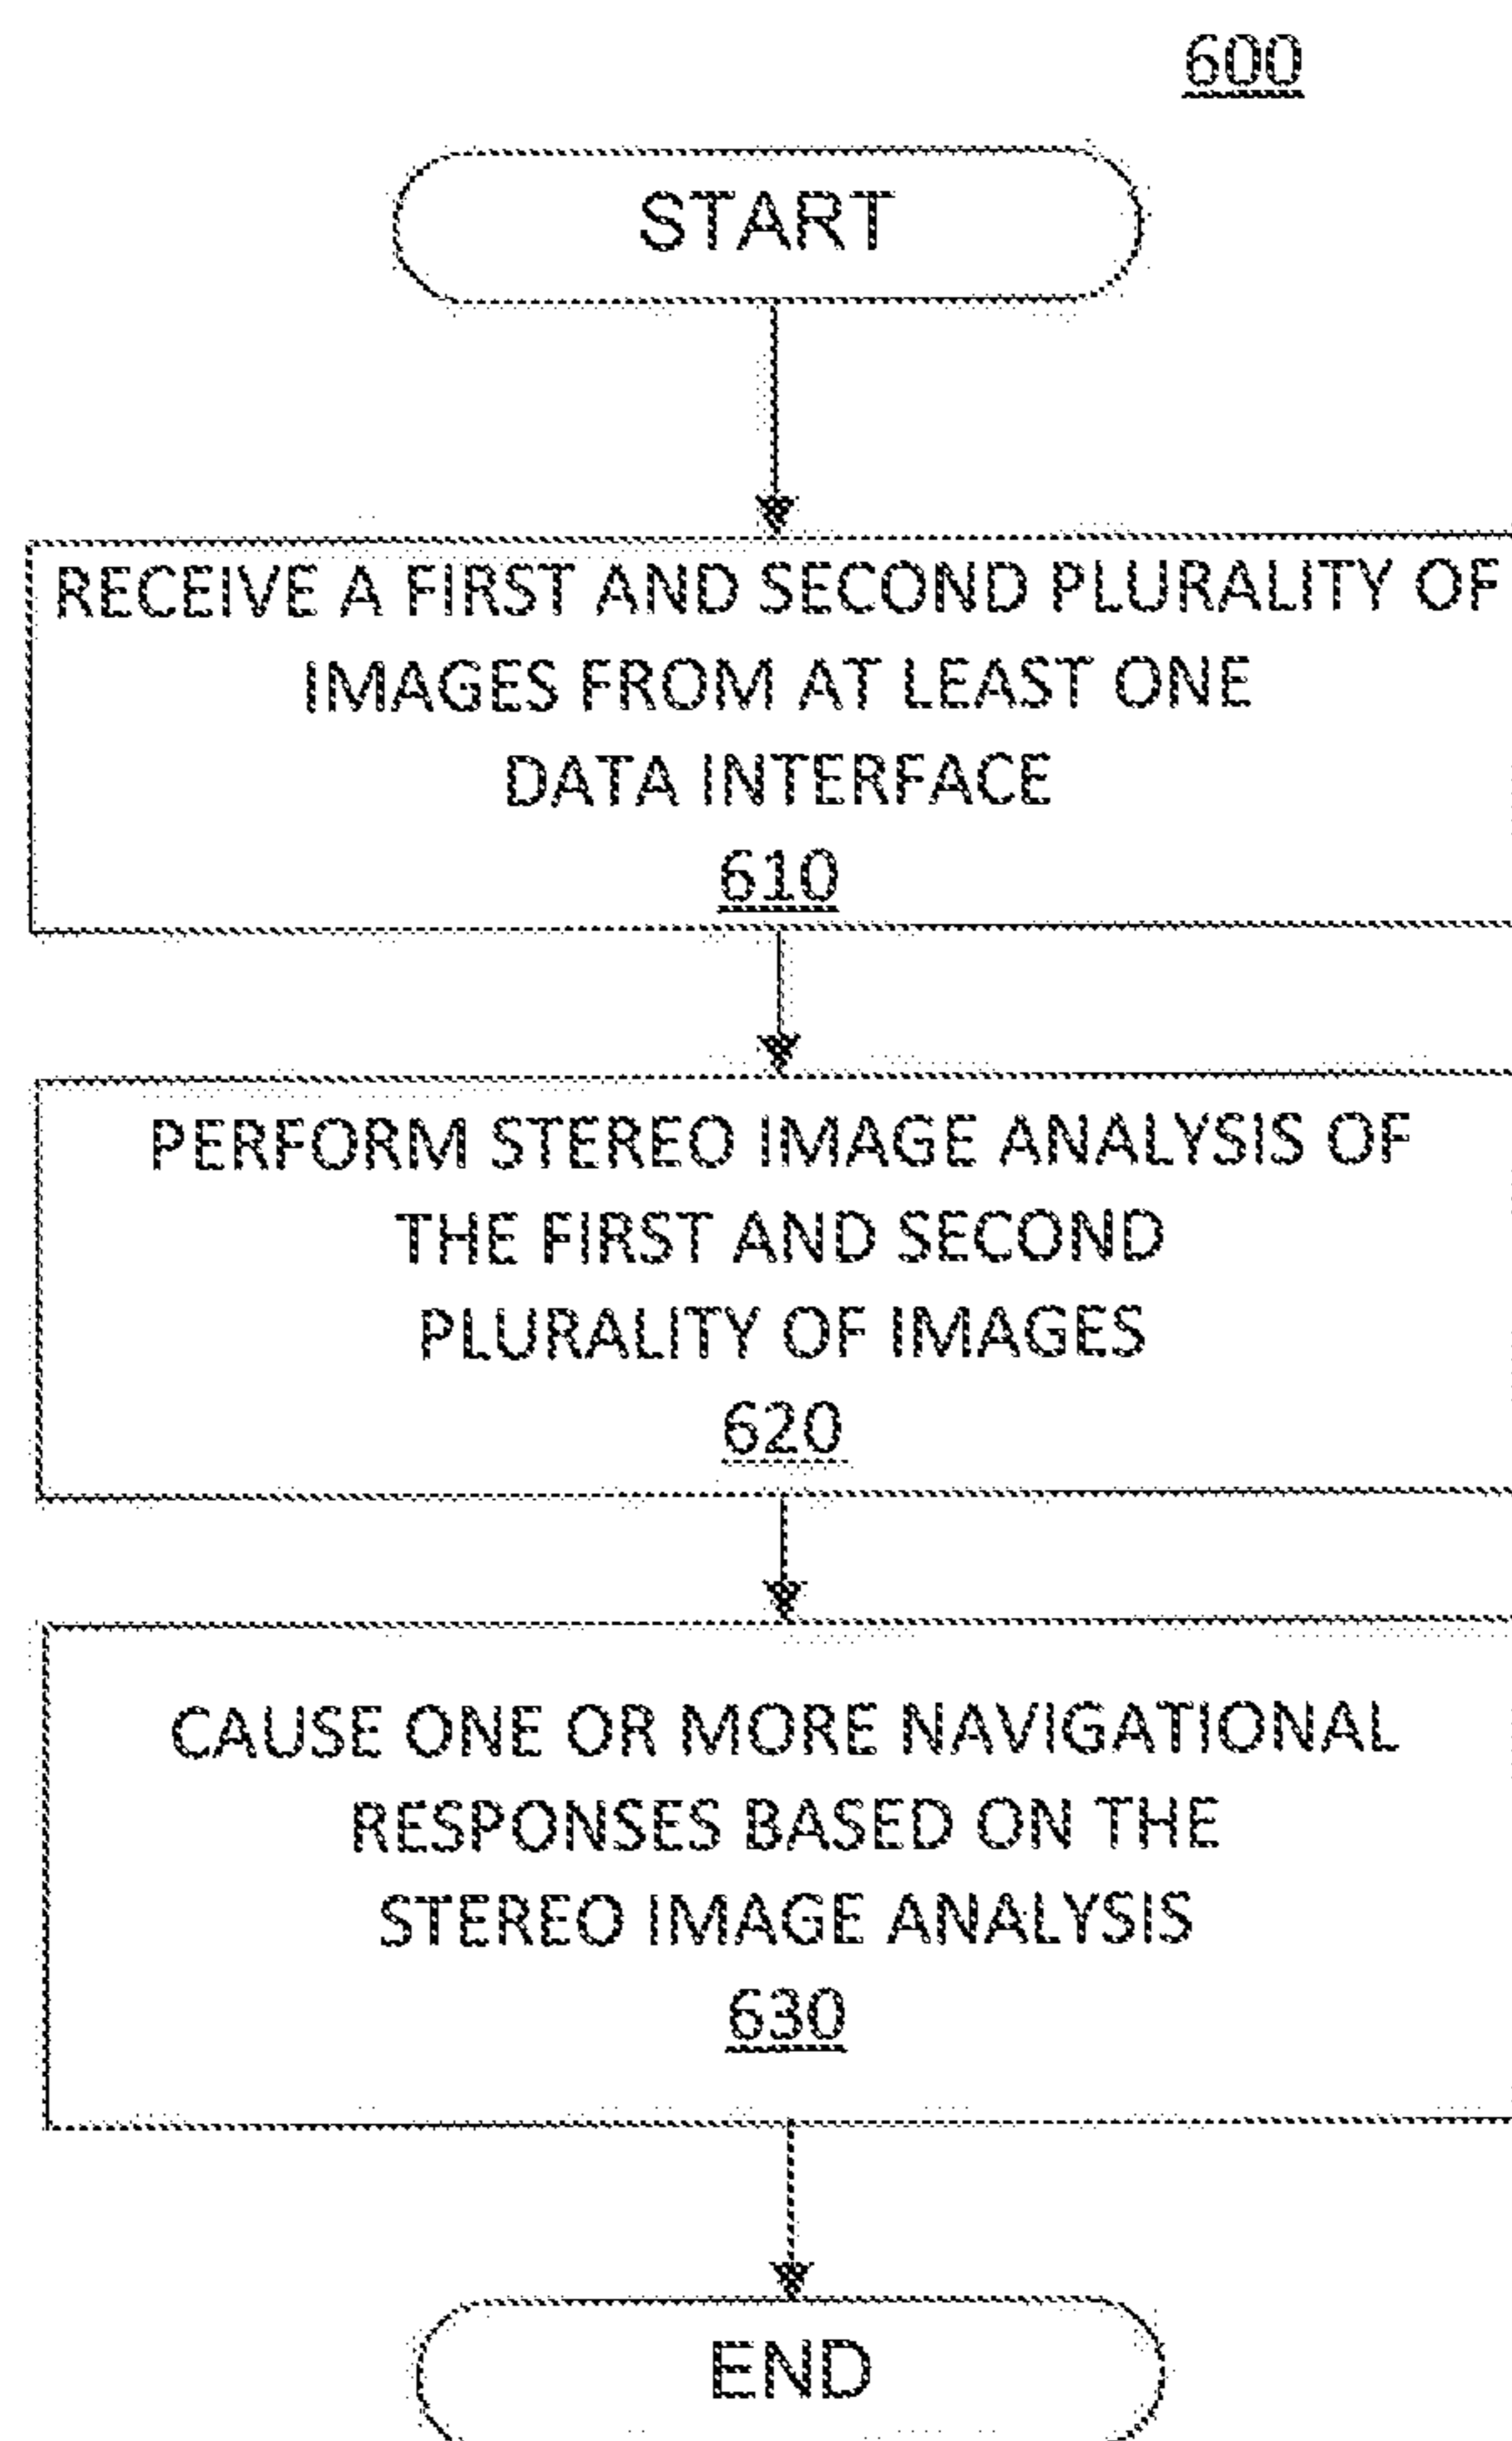 600
START
RECEIVE A FIRST AND SECOND PLURALITY OF
IMAGES FROM AT LEAST ONE
DATA INTERFACE
610
PERFORM STEREO IMAGE ANALYSIS OF
THE FIRST AND SECOND
PLURALITY OF IMAGES
620
CAUSE ONE OR MORE NAVIGATIONAL
RESPONSES BASED ON THE
STEREO IMAGE ANALYSIS
630
END